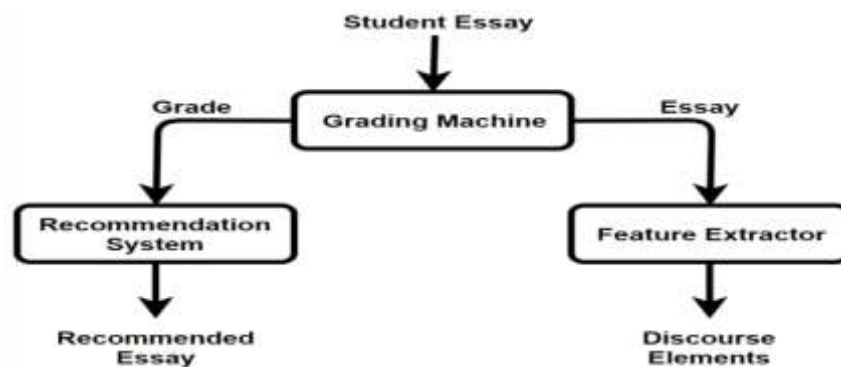 Student Essay
Grade
Essay
Grading Machine
Recommendation
System
Feature Extractor
Recommended
Essay
Discourse
Elements